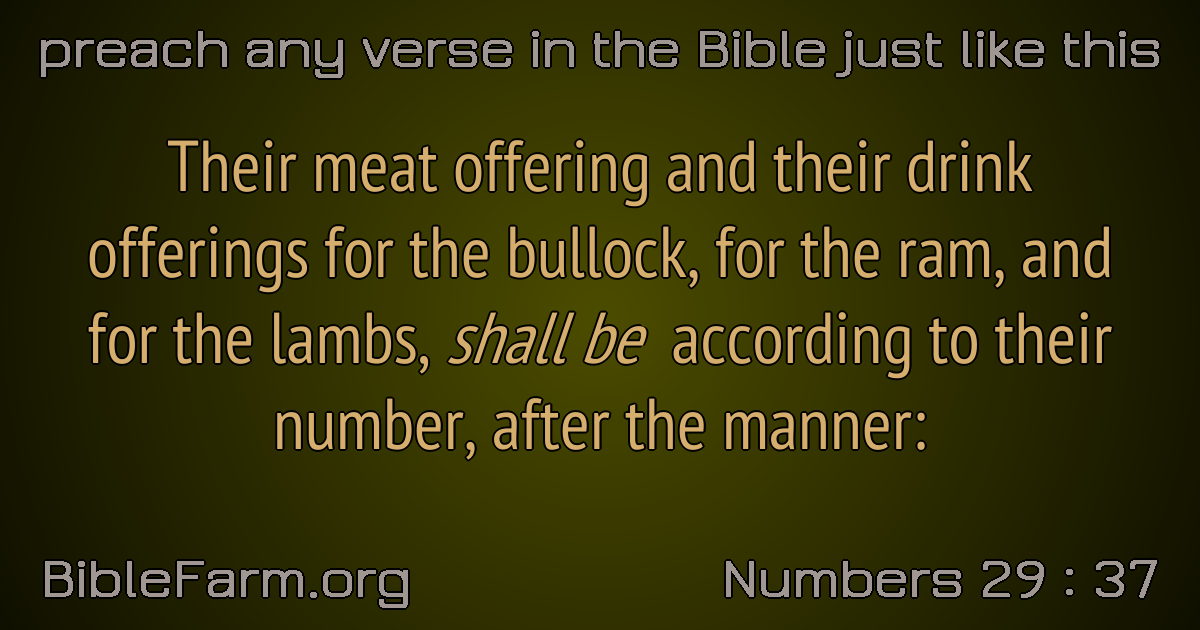 preach any verse in the Bible just like this
Their meat offering and their drink
offerings for the bullock, for the ram, and
for the lambs, shall be according to their
number, after the manner:
BibleFarm.org
Numbers 29 : 37